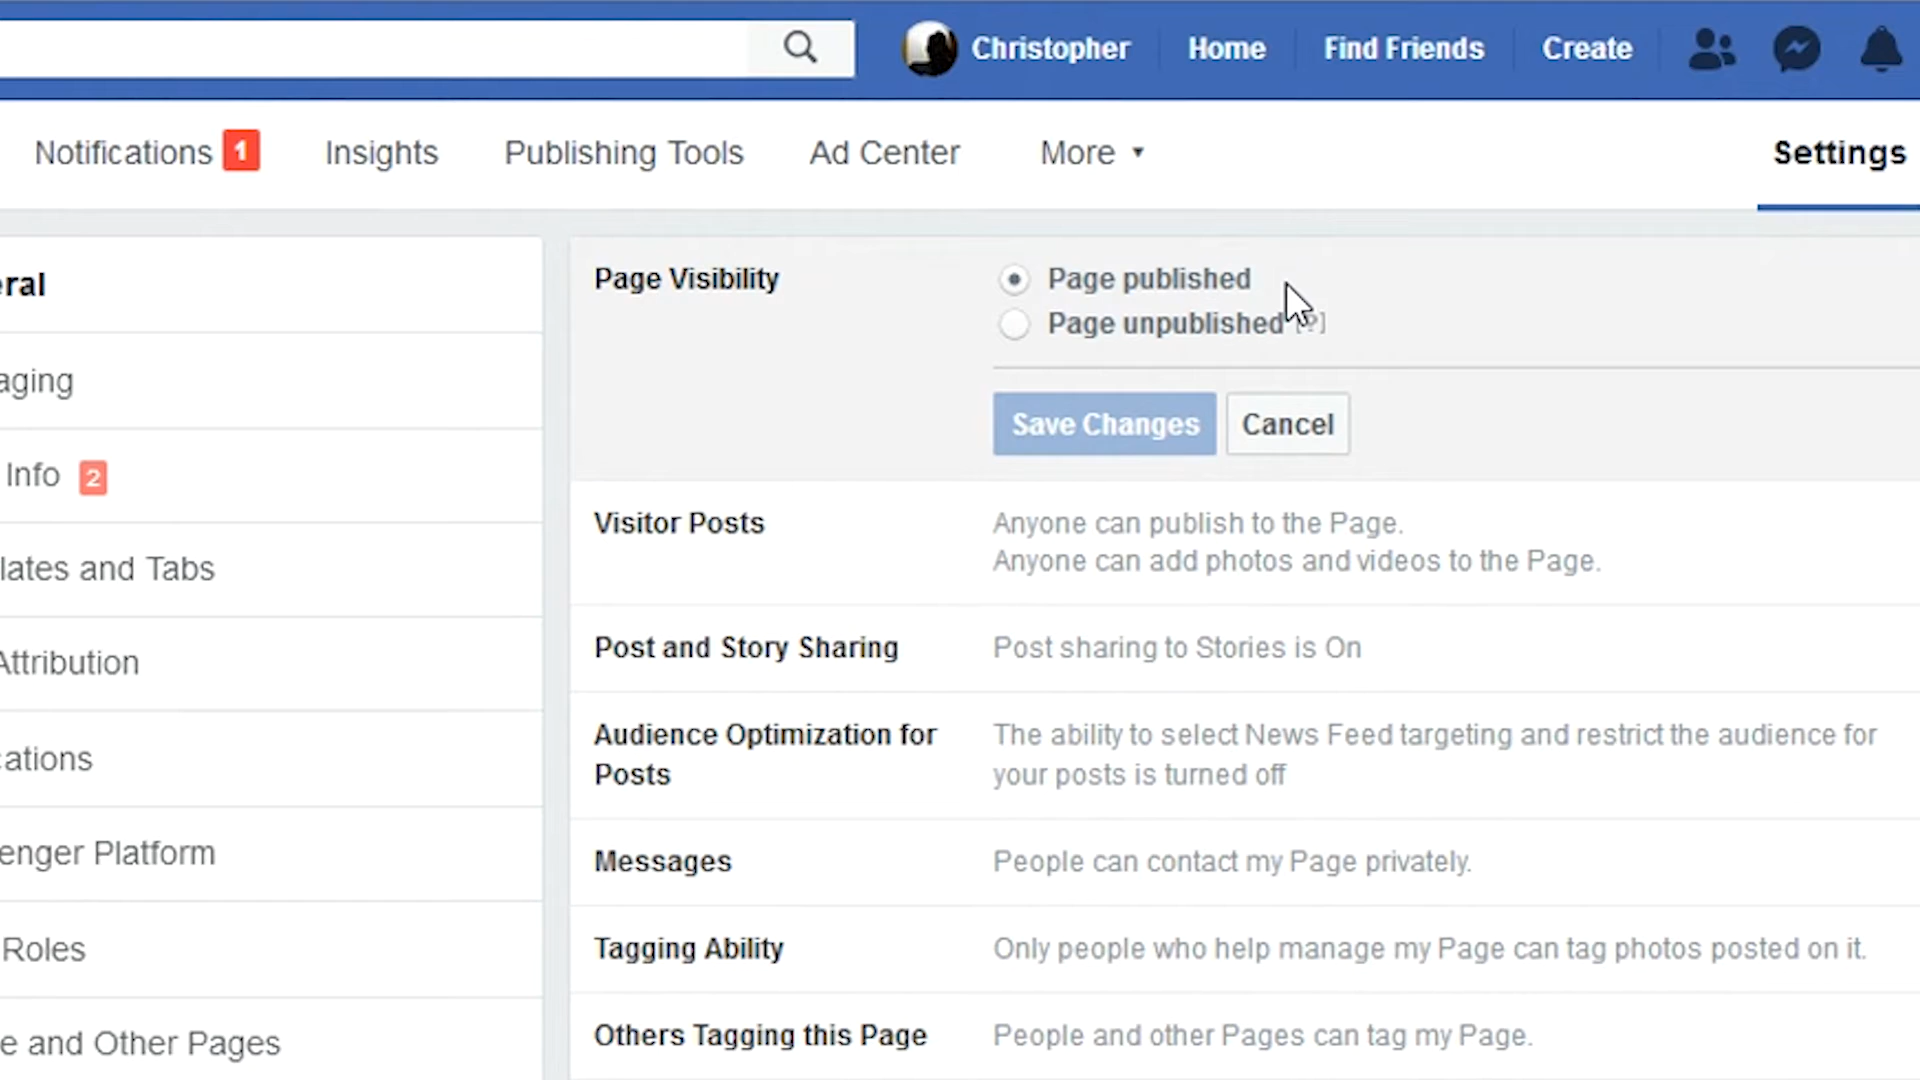 Christopher Home Find Friends Create
Notifications 1 Insights Publishing Tools Ad Center More Settings
eral
aging
Info 2
lates and Tabs
Attribution
cations
enger Platform
Roles
e and Other Pages
Page Visibility
Page published
Page unpublished [?]
Save Changes Cancel
Visitor Posts
Anyone can publish to the Page.
Anyone can add photos and videos to the Page.
Post and Story Sharing
Post sharing to Stories is On
Audience Optimization for
Posts
The ability to select News Feed targeting and restrict the audience for
your posts is turned off
Messages
People can contact my Page privately.
Tagging Ability
Only people who help manage my Page can tag photos posted on it.
Others Tagging this Page
People and other Pages can tag my Page.